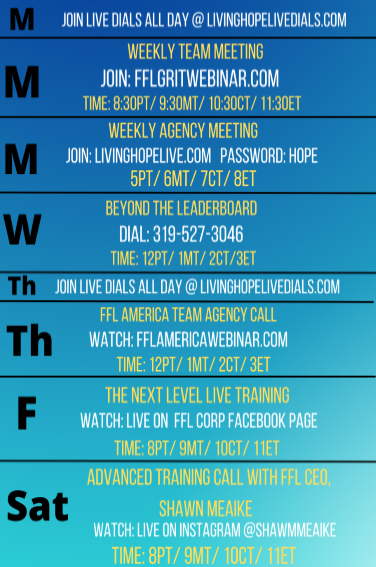 M JOIN LIVE DIALS ALL DAY @ LIVINGHOPELIVEDIALS.COM
M
WEEKLY TEAM MEETING
JOIN: FFLGRITWEBINAR.COM
TIME: 8:30PT/ 9:30MT/ 10:30CT/ 11:30ET
M
WEEKLY AGENCY MEETING
JOIN: LIVINGHOPELIVE.COM PASSWORD: HOPE
5PT/ 6MT/ 7CT/ 8ET
W
BEYOND THE LEADERBOARD
DIAL: 319-527-3046
TIME: 12PT/ 1MT/ 2CT/3ET
Th JOIN LIVE DIALS ALL DAY @ LIVINGHOPELIVEDIALS.COM
Th
FFL AMERICA TEAM AGENCY CALL
WATCH: FFLAMERICAWEBINAR.COM
TIME: 12PT/ 1MT/ 2CT/ 3ET
F
THE NEXT LEVEL LIVE TRAINING
WATCH: LIVE ON FFL CORP FACEBOOK PAGE
TIME: 8PT/ 9MT/ 10CT/ 11ET
Sat
ADVANCED TRAINING CALL WITH FFL CEO,
SHAWN MEAIKE
WATCH: LIVE ON INSTAGRAM @SHAWMMEAIKE
TIME: 8PT/ 9MT/ 10CT/ 11ET